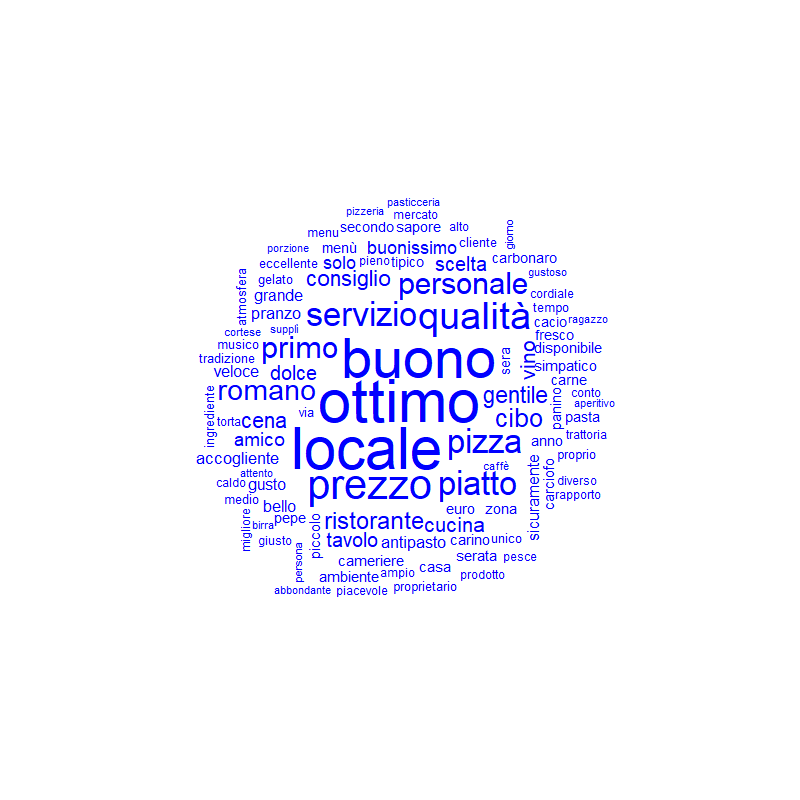 pasticceria
pizzeria
mercato
menu
secondo
sapore
alto
giorno
porzione
menù
buonissimo
cliente
carbonaro
eccellente
solo
pieno
tipico
scelta
gustoso
atmosfera
gelato
consiglio
personale
cordiale
grande
tempo
pranzo
servizio
qualità
cacio
ragazzo
cortese
suppli
fresco
musico
primo
buono
sera
vino
disponibile
tradizione
veloce
dolce
simpatico
carne
romano
ottimo
gentile
panino
conto
aperitivo
ingrediente
torta
cena
via
cibo
pasta
amico
locale
pizza
anno
trattoria
accogliente
proprio
attento
caffè
carciofo
caldo
gusto
prezzo
piatto
sicuramente
diverso
medio
rapporto
bello
euro
zona
migliore
birra
pepe
piccolo
ristorante
cucina
giusto
tavolo
antipasto
carino
unico
persona
cameriere
casa
serata
pesce
ambiente
ampio
prodotto
abbondante
piacevole
proprietario